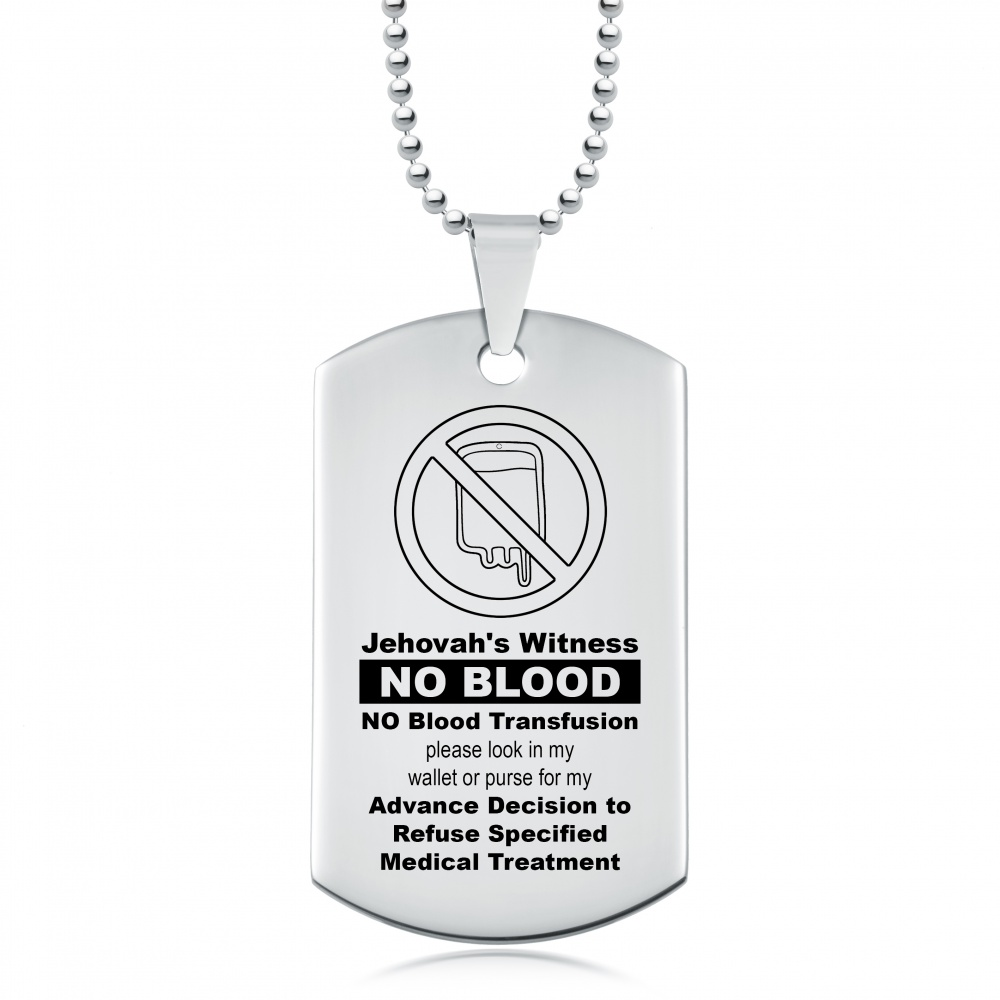 Jehovah's Witness
NO BLOOD
NO Blood Transfusion
please look in my
wallet or purse for my
Advance Decision to
Refuse Specified
Medical Treatment